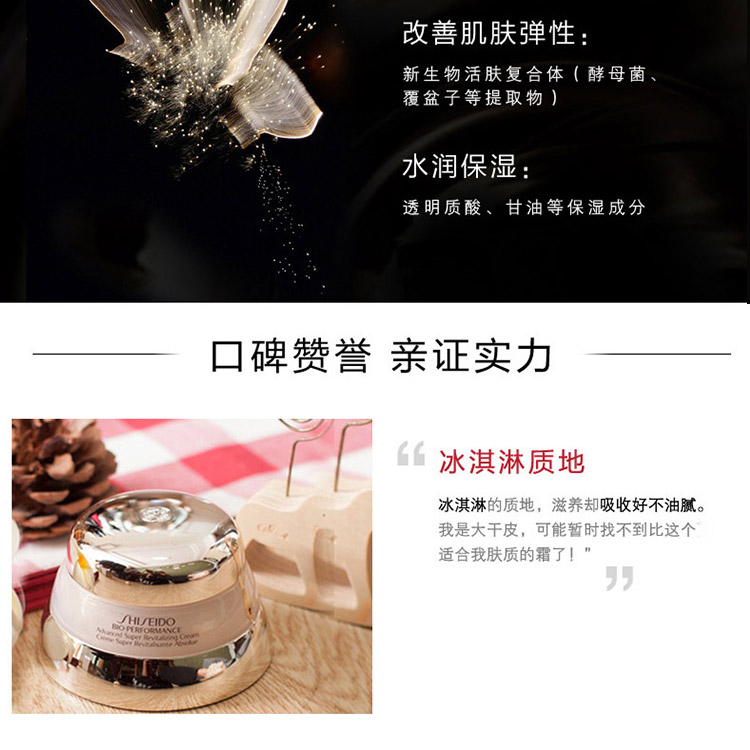 改善肌肤弹性：
新生物活肤复合体（酵母菌、
覆盆子等提取物）
水润保湿：
透明质酸、甘油等保湿成分
口碑赞誉 亲证实力
“ 冰淇淋质地
冰淇淋的质地，滋养却吸收好不油腻。
我是大干皮，可能暂时找不到比这个
适合我肤质的霜了！”
”
SHISEIDO
BIO-PERFORMANCE
Advanced Super Revitalizing Cream
Crème Super Revitalisante Absolue